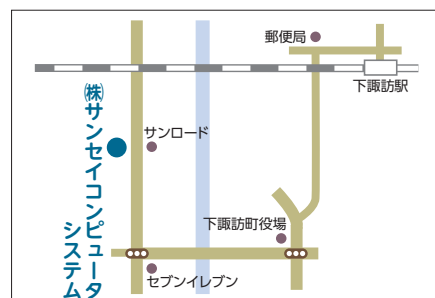 郵便局
下諏訪駅
㈱サンセイコンピュータ
システム
サンロード
下諏訪町役場
セブンイレブン